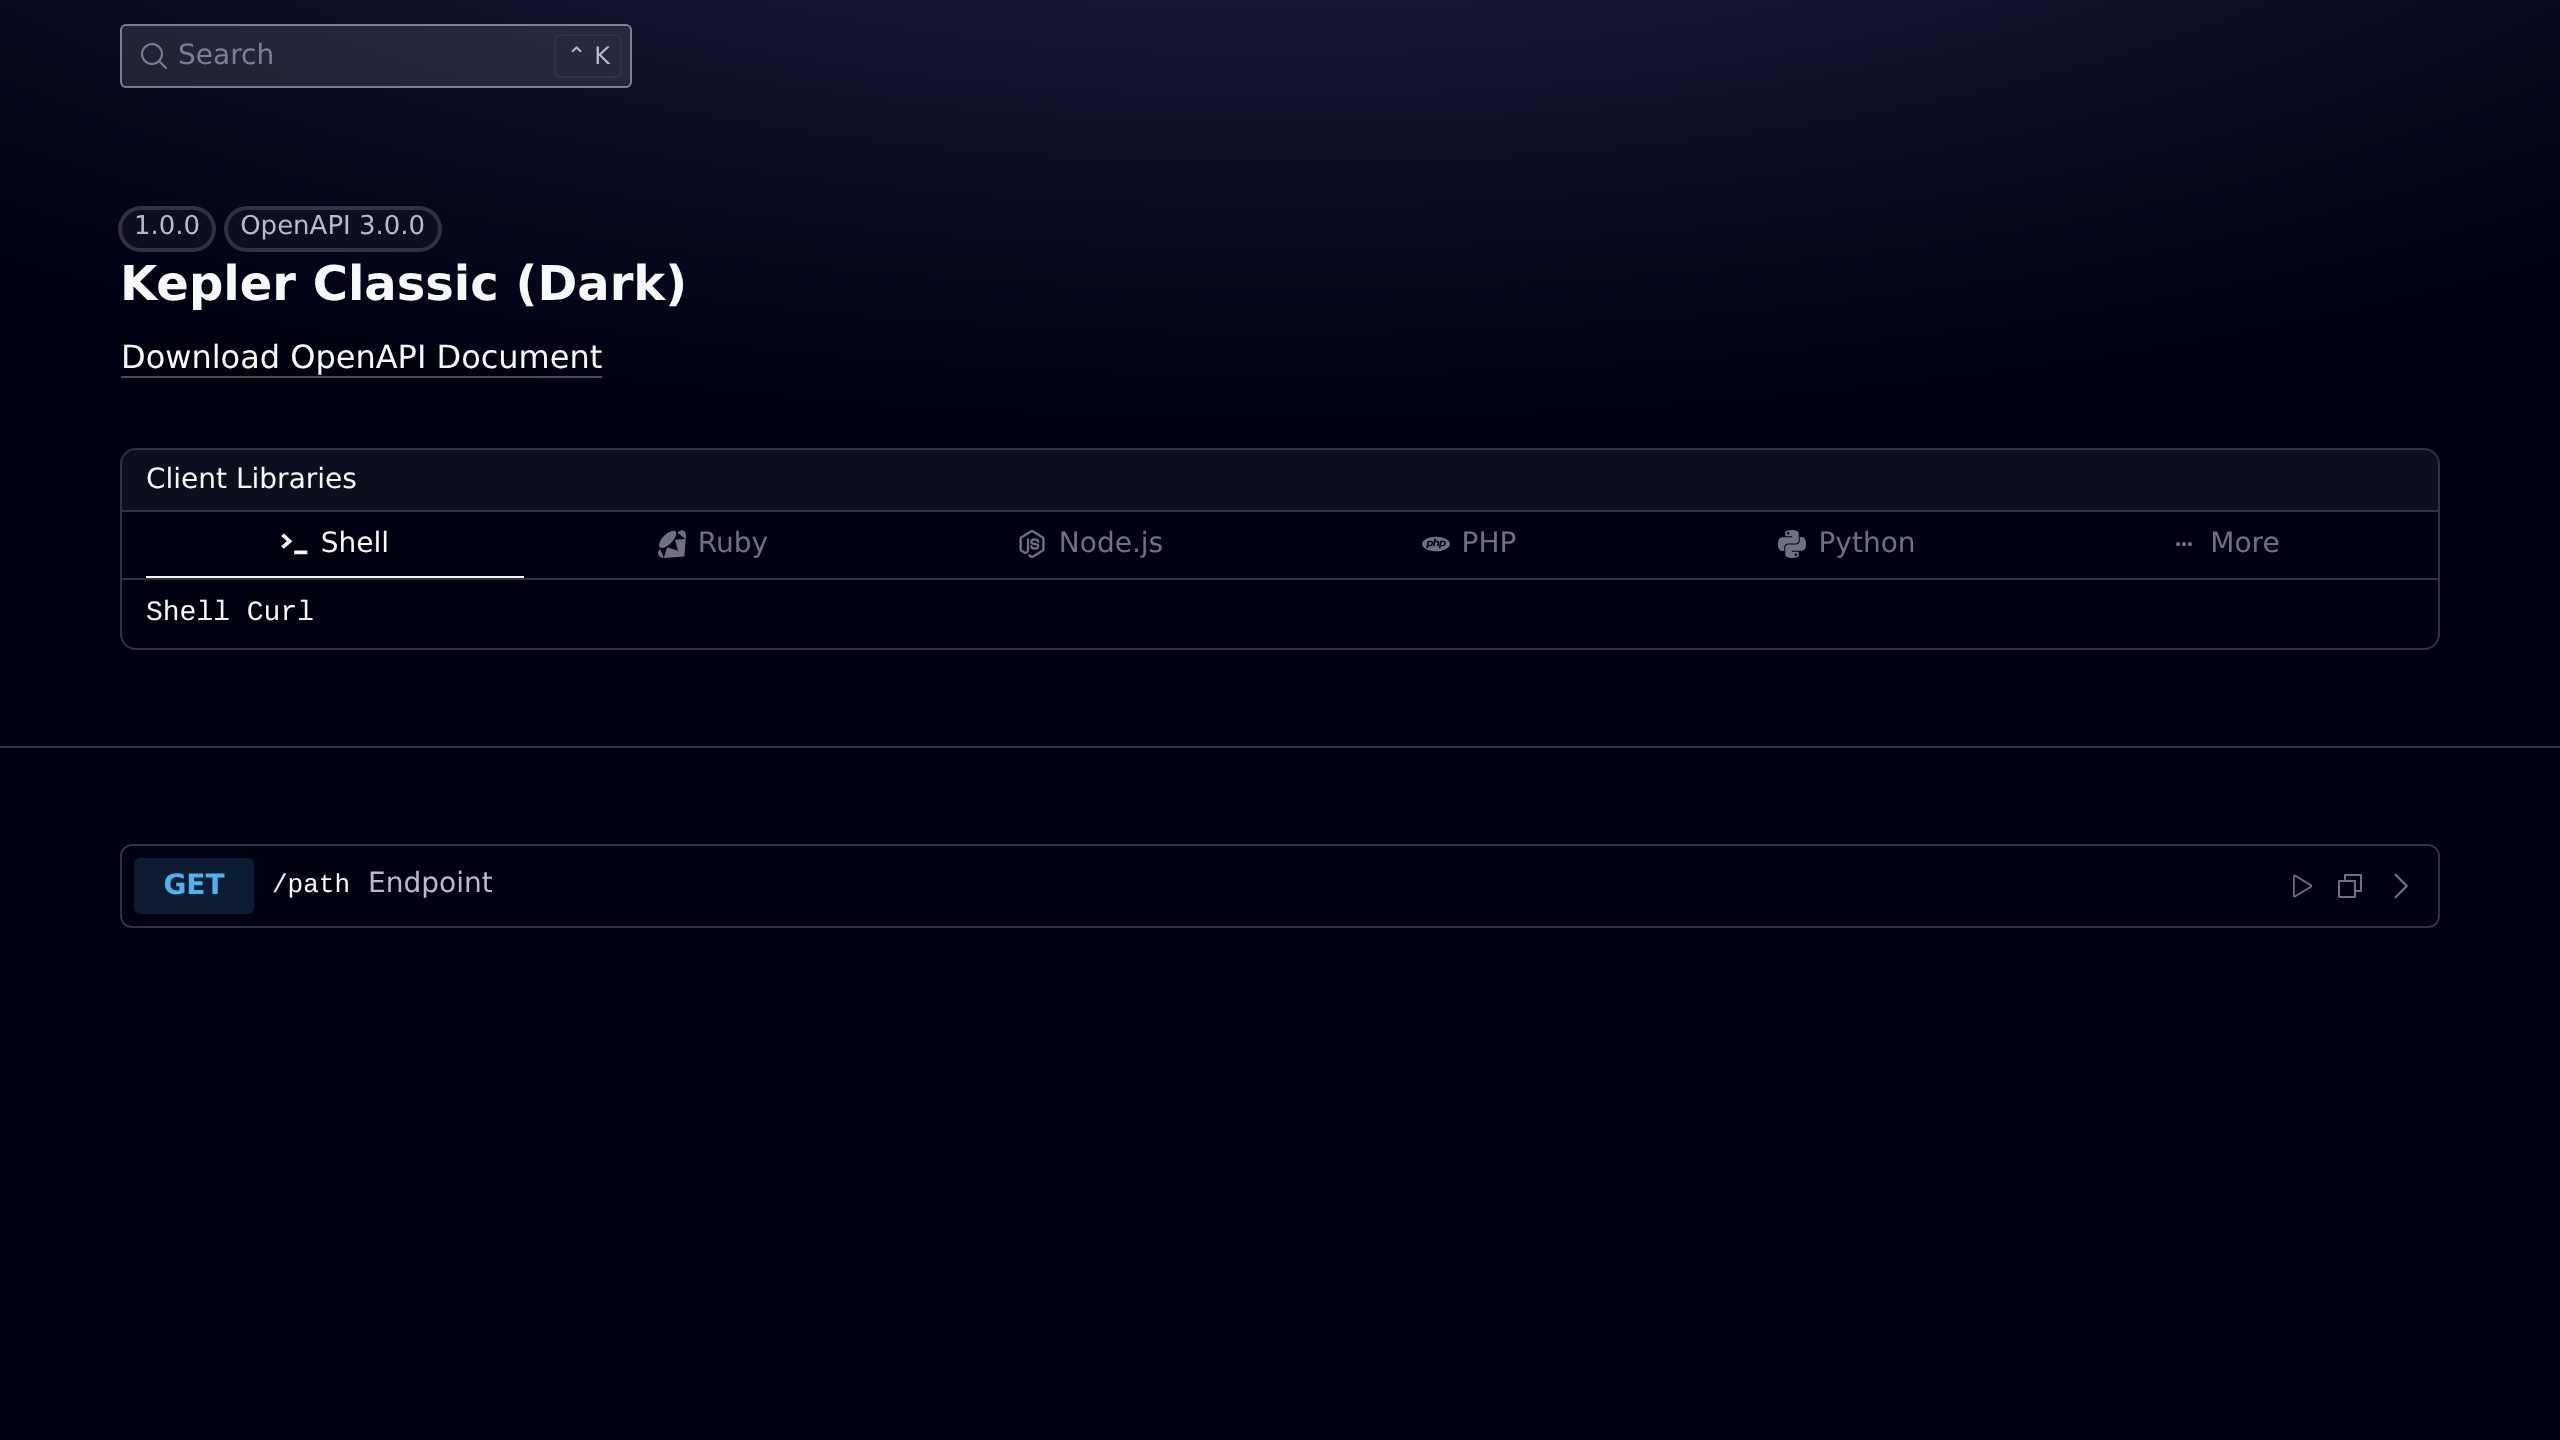 Search ⌃ K
1.0.0 OpenAPI 3.0.0
Kepler Classic (Dark)
Download OpenAPI Document
Client Libraries
Shell Ruby Node.js PHP Python More
Shell Curl
GET /path Endpoint